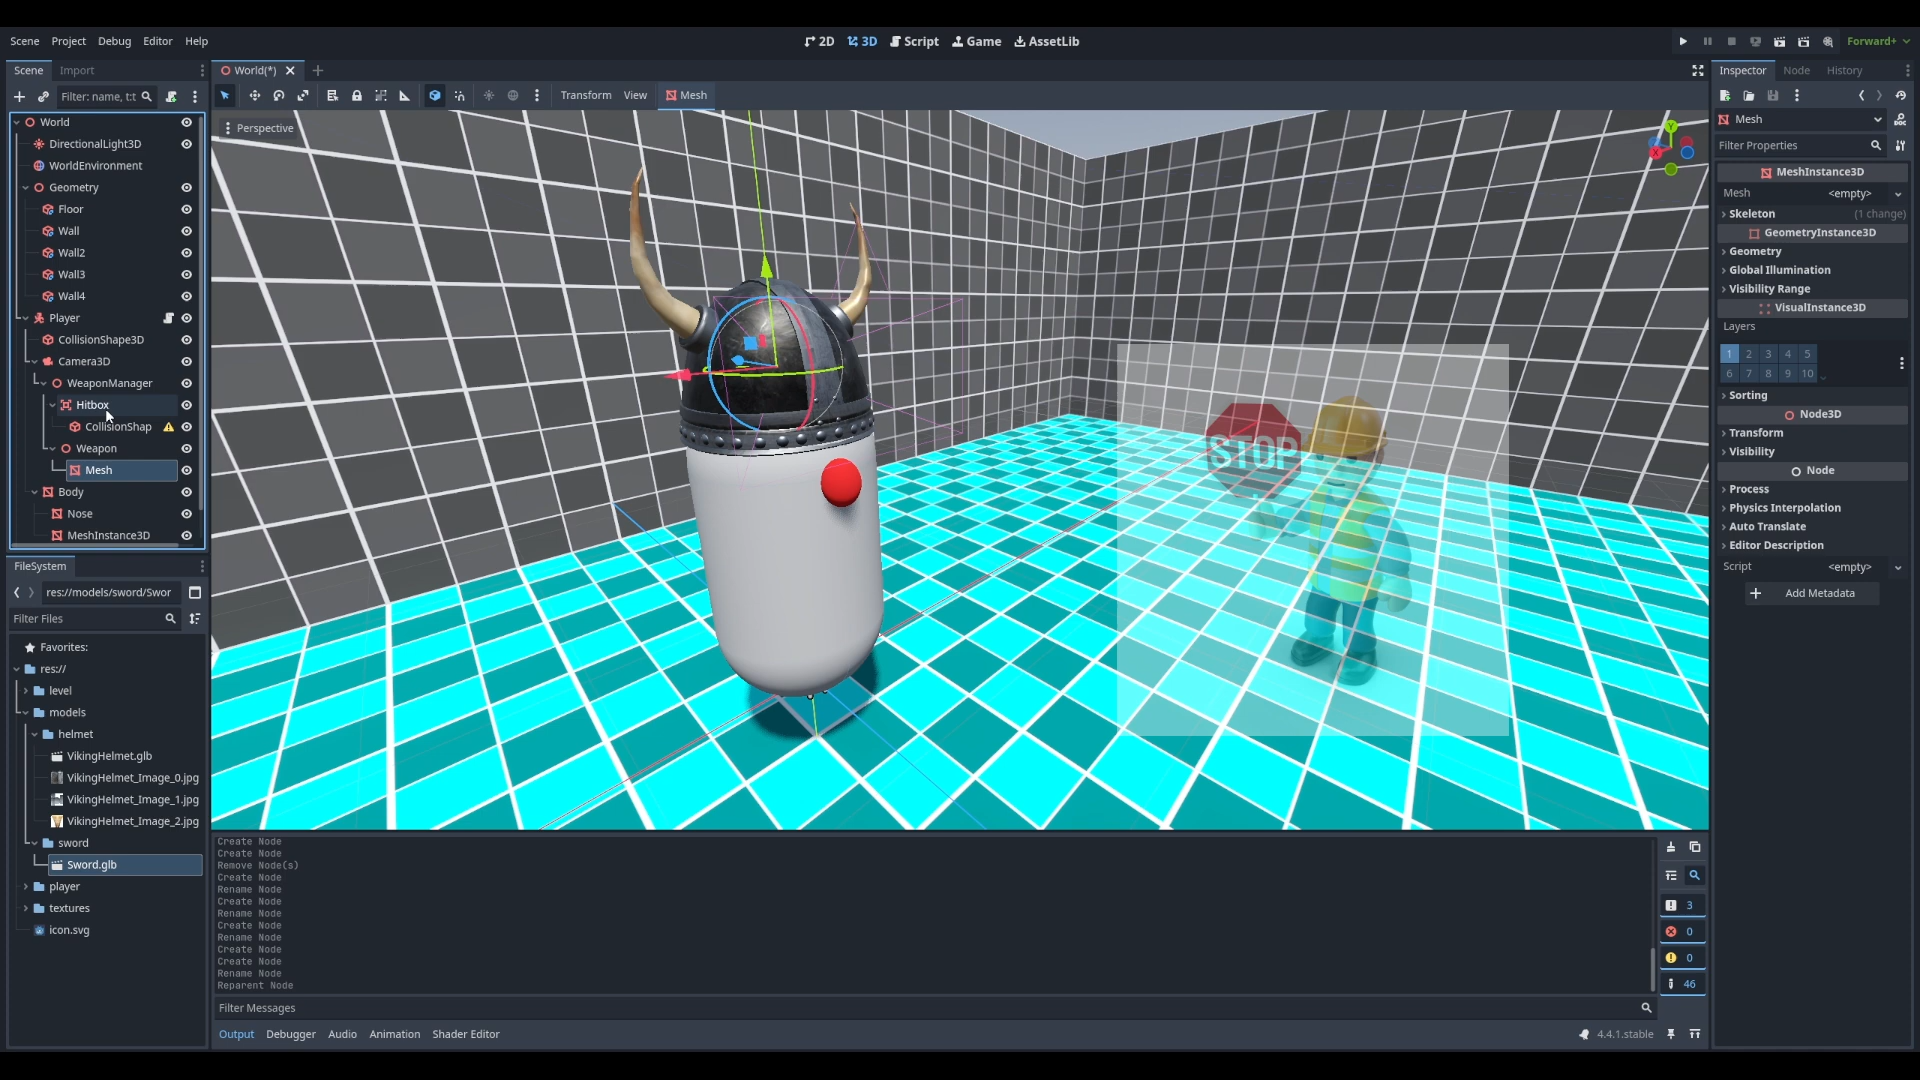 Scene Project Debug Editor Help
2D 3D Script Game AssetLib
Forward+
Scene Import
World(*)
Inspector Node History
Filter: name, t:t
Transform View Mesh
Perspective
World
DirectionalLight3D
WorldEnvironment
Geometry
Floor
Wall
Wall2
Wall3
Wall4
Player
CollisionShape3D
Camera3D
WeaponManager
Hitbox
CollisionShap
Weapon
Mesh
Body
Nose
MeshInstance3D
FileSystem
res://models/sword/Swor
Filter Files
Favorites:
res://
level
models
helmet
VikingHelmet.glb
VikingHelmet_Image_0.jpg
VikingHelmet_Image_1.jpg
VikingHelmet_Image_2.jpg
sword
Sword.glb
player
textures
icon.svg
STOP
Create Node
Create Node
Remove Node(s)
Create Node
Rename Node
Create Node
Rename Node
Create Node
Rename Node
Create Node
Create Node
Rename Node
Reparent Node
Filter Messages
3
0
0
46
Output Debugger Audio Animation Shader Editor
4.4.1.stable
Mesh
Filter Properties
MeshInstance3D
Mesh <empty>
Skeleton (1 change)
GeometryInstance3D
Geometry
Global Illumination
Visibility Range
VisualInstance3D
Layers
1 2 3 4 5
6 7 8 9 10
Sorting
Node3D
Transform
Visibility
Node
Process
Physics Interpolation
Auto Translate
Editor Description
Script <empty>
Add Metadata